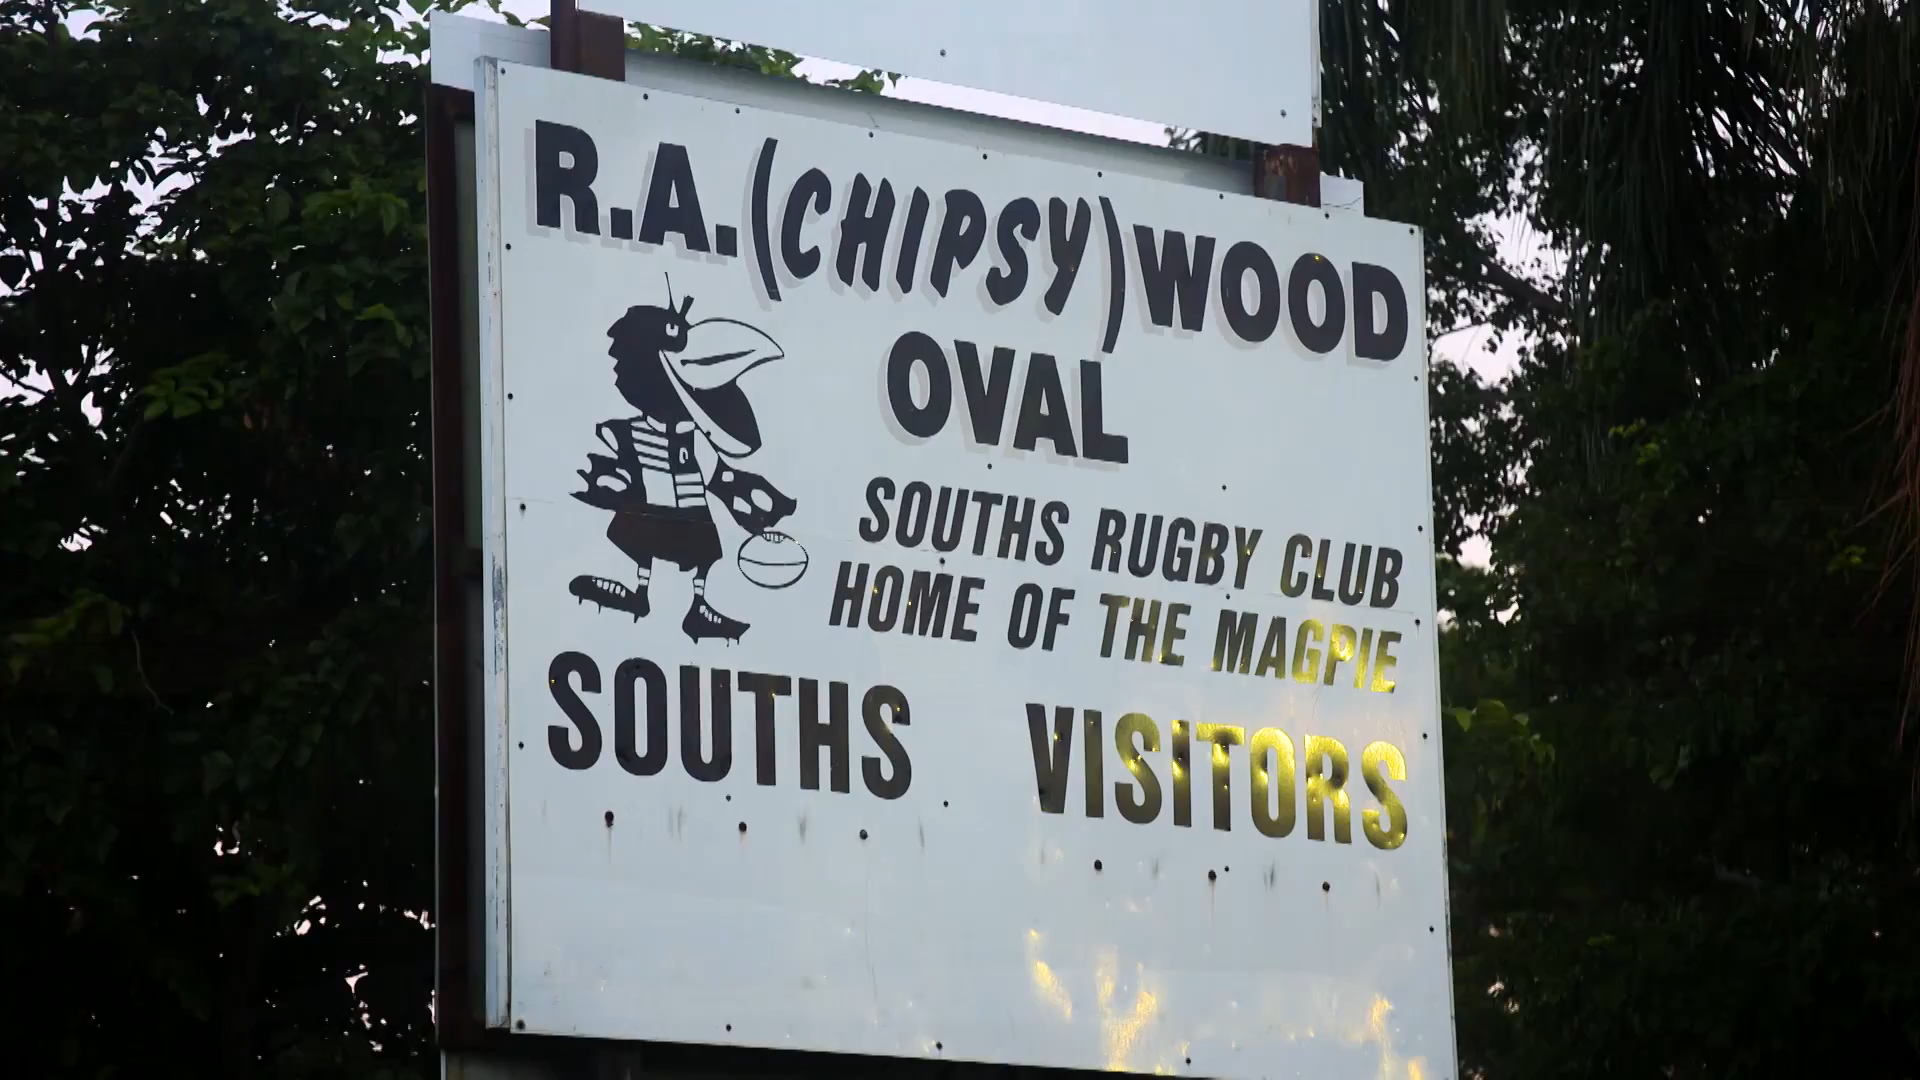 R.A.(CHIPSY)WOOD
OVAL
SOUTHS RUGBY CLUB
HOME OF THE MAGPIE
SOUTHS VISITORS